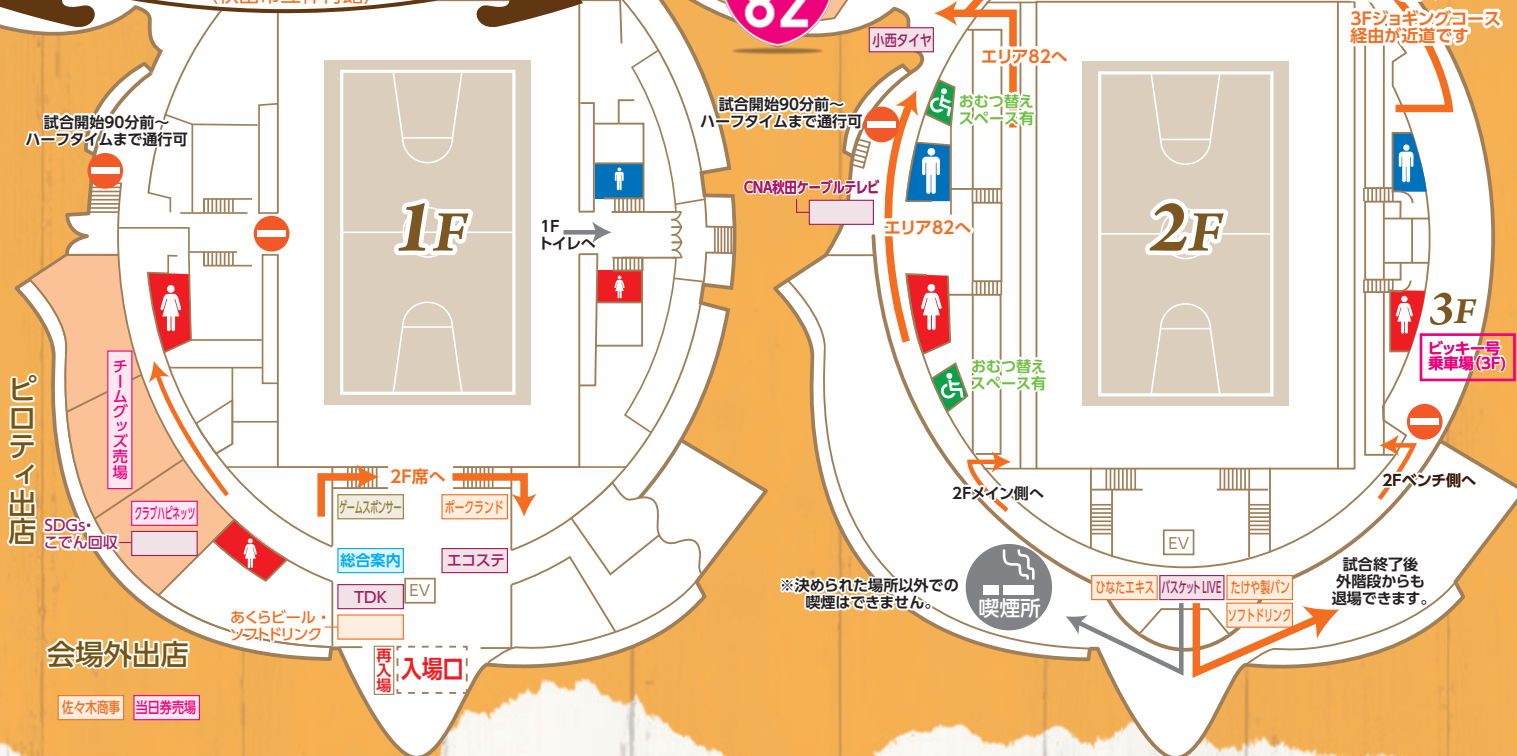 (秋田市立体育館)
82
試合開始90分前～
ハーフタイムまで通行可
1F
1F
トイレへ
ピロティ出店
チームグッズ売場
クラブハピネッツ
SDGs・
こでん回収
2F席へ
ゲームスポンサー
ポークランド
総合案内
エコステ
TDK
EV
あくらビール・
ソフトドリンク
再入場
入場口
会場外出店
佐々木商事
当日券売場
小西タイヤ
エリア82へ
3Fジョギングコース
経由が近道です
試合開始90分前～
ハーフタイムまで通行可
おむつ替え
スペース有
CNA秋田ケーブルテレビ
エリア82へ
2F
3F
ビッキー号
乗車場(3F)
おむつ替え
スペース有
2Fメイン側へ
2Fベンチ側へ
EV
※決められた場所以外での
喫煙はできません。
喫煙所
ひなたエキス
バスケットLIVE
たけや製パン
ソフトドリンク
試合終了後
外階段からも
退場できます。